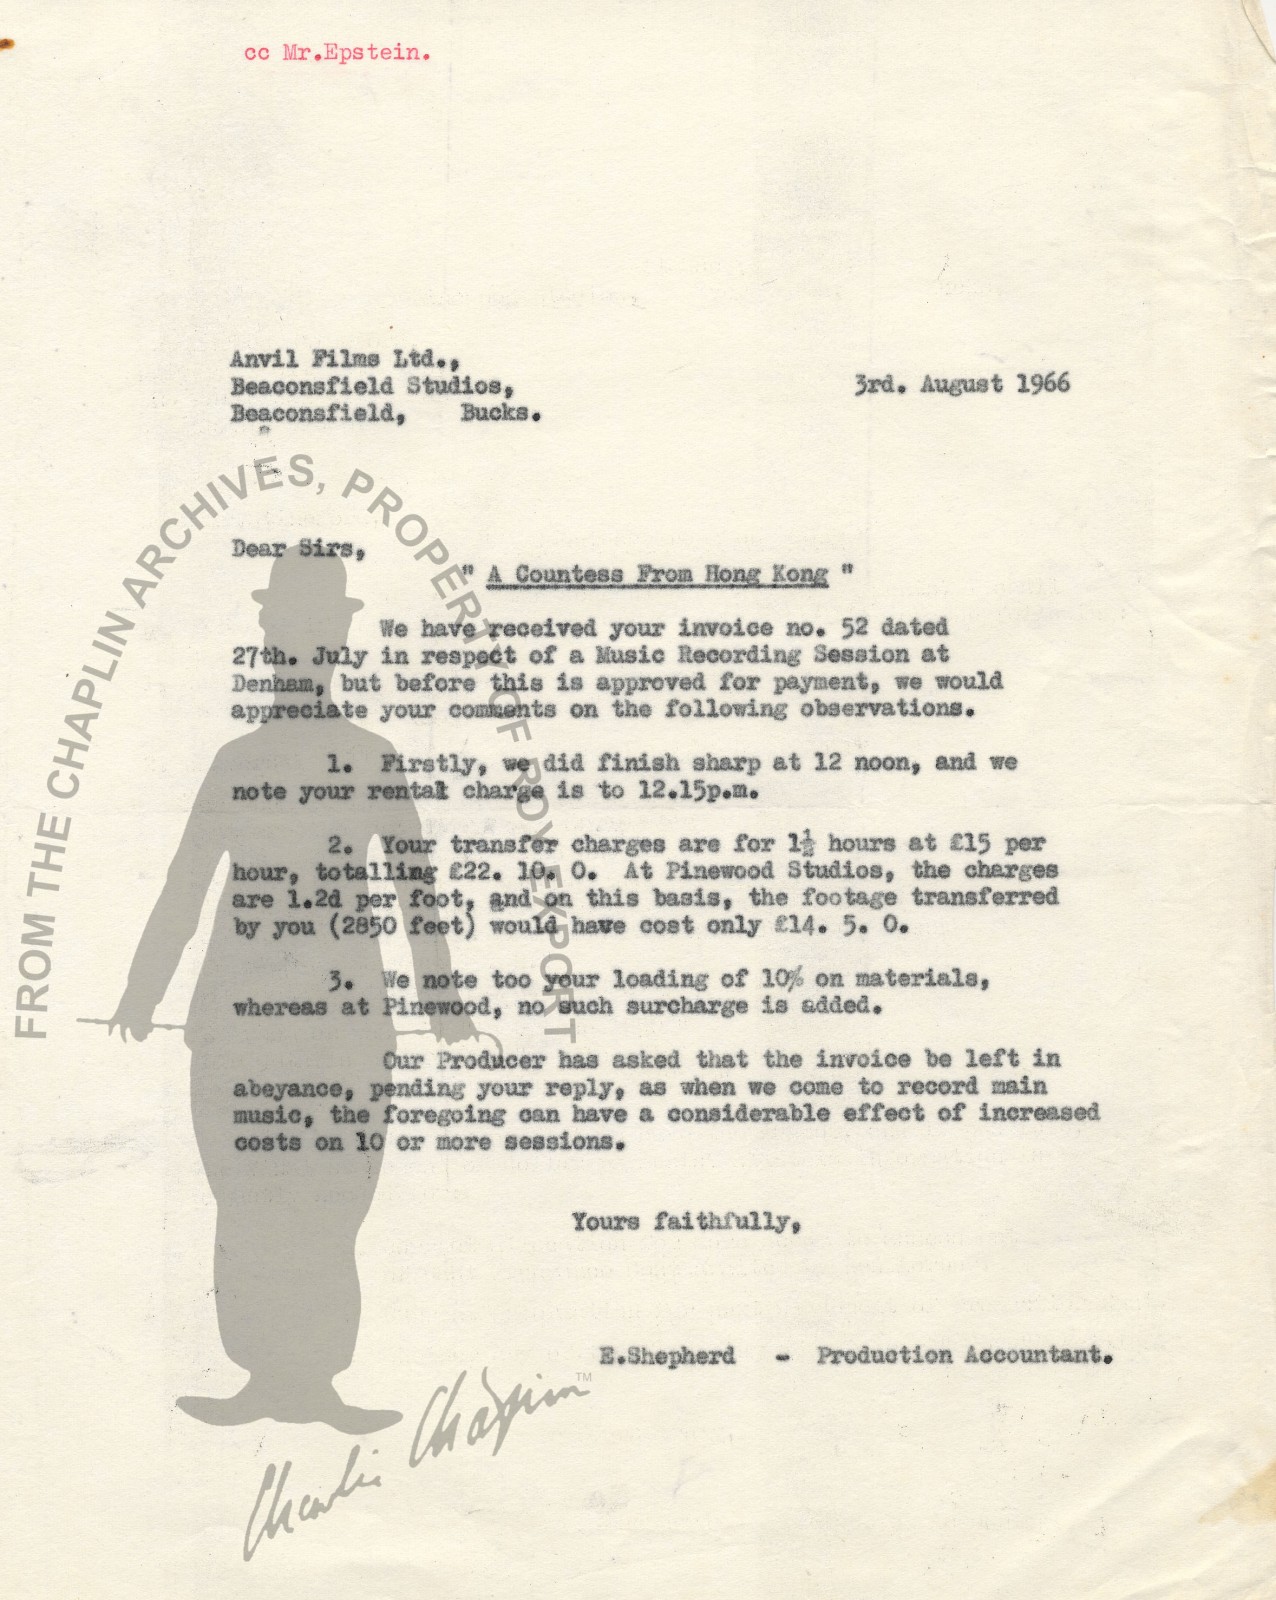 cc Mr.Epstein.
Anvil Films Ltd.,
Beaconsfield Studios,
3rd. August 1966
Beaconsfield, Bucks.
FROM THE CHAPLIN ARCHIVES, PROPERTY OF ROY EXPORT
Dear Sirs,
" A Countess From Hong Kong "
We have received your invoice no. 52 dated
27th. July in respect of a Music Recording Session at
Denham, but before this is approved for payment, we would
appreciate your comments on the following observations.
1. Firstly, we did finish sharp at 12 noon, and we
note your rental charge is to 12.15p.m.
2. Your transfer charges are for 1½ hours at £15 per
hour, totalling £22. 10. 0. At Pinewood Studios, the charges
are 1.2d per foot, and on this basis, the footage transferred
by you (2850 feet) would have cost only £14. 5. 0.
3. We note too your loading of 10% on materials,
whereas at Pinewood, no such surcharge is added.
Our Producer has asked that the invoice be left in
abeyance, pending your reply, as when we come to record main
music, the foregoing can have a considerable effect of increased
costs on 10 or more sessions.
Yours faithfully,
E.Shepherd - Production Accountant.
Charlie Chaplin™